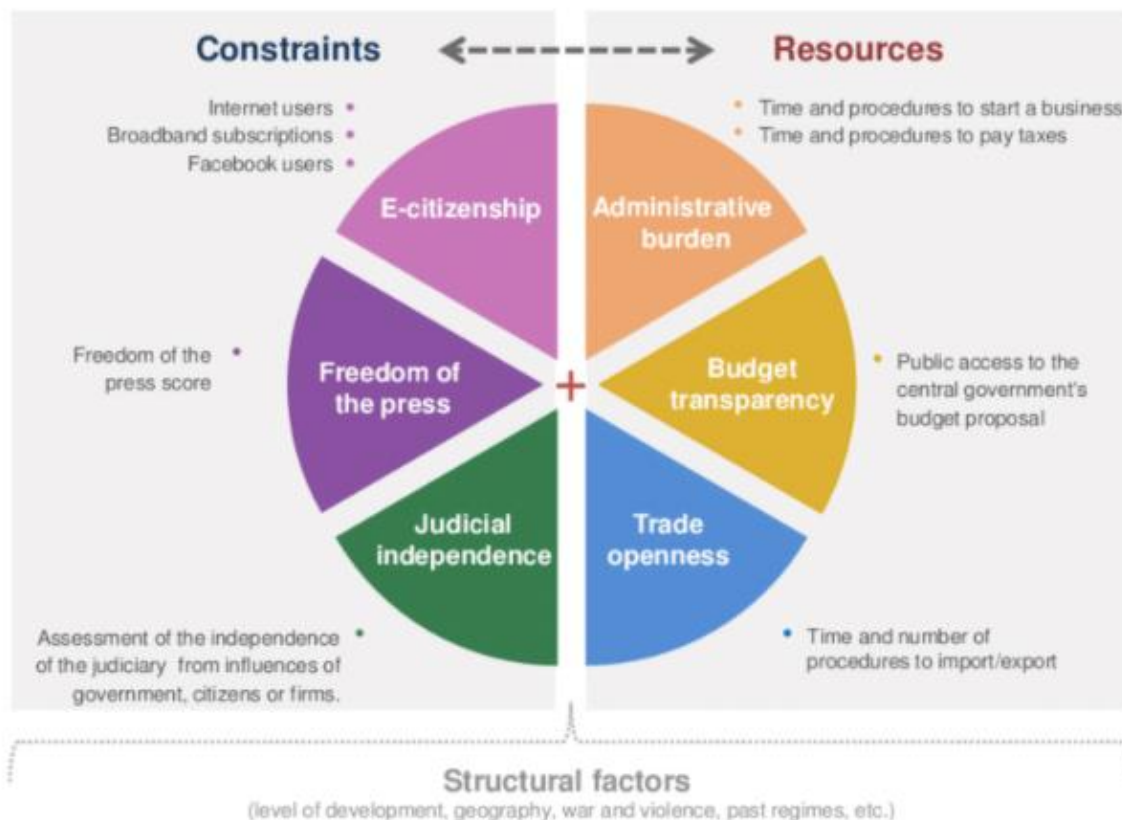 Constraints
Resources
Internet users
Broadband subscriptions
Facebook users
Time and procedures to start a business
Time and procedures to pay taxes
E-citizenship
Administrative
burden
Freedom of the
press score
Freedom of
the press
Budget
transparency
Public access to the
central government's
budget proposal
Judicial
independence
Trade
openness
Assessment of the independence
of the judiciary from influences of
government, citizens or firms.
Time and number of
procedures to import/export
Structural factors
(level of development, geography, war and violence, past regimes, etc.)